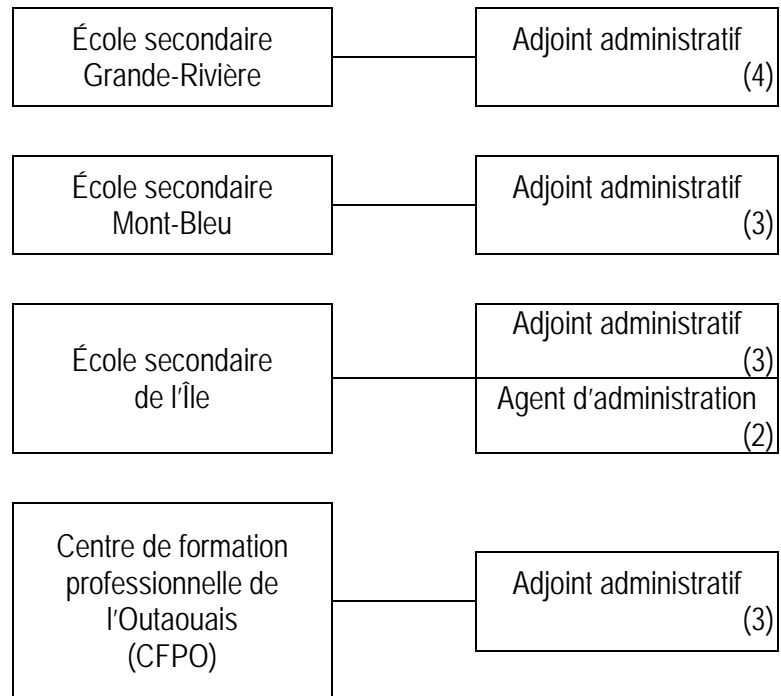 École secondaire
Grande-Rivière
Adjoint administratif
(4)
École secondaire
Mont-Bleu
Adjoint administratif
(3)
École secondaire
de l'Île
Adjoint administratif
(3)
Agent d'administration
(2)
Centre de formation
professionnelle de
l'Outaouais
(CFPO)
Adjoint administratif
(3)